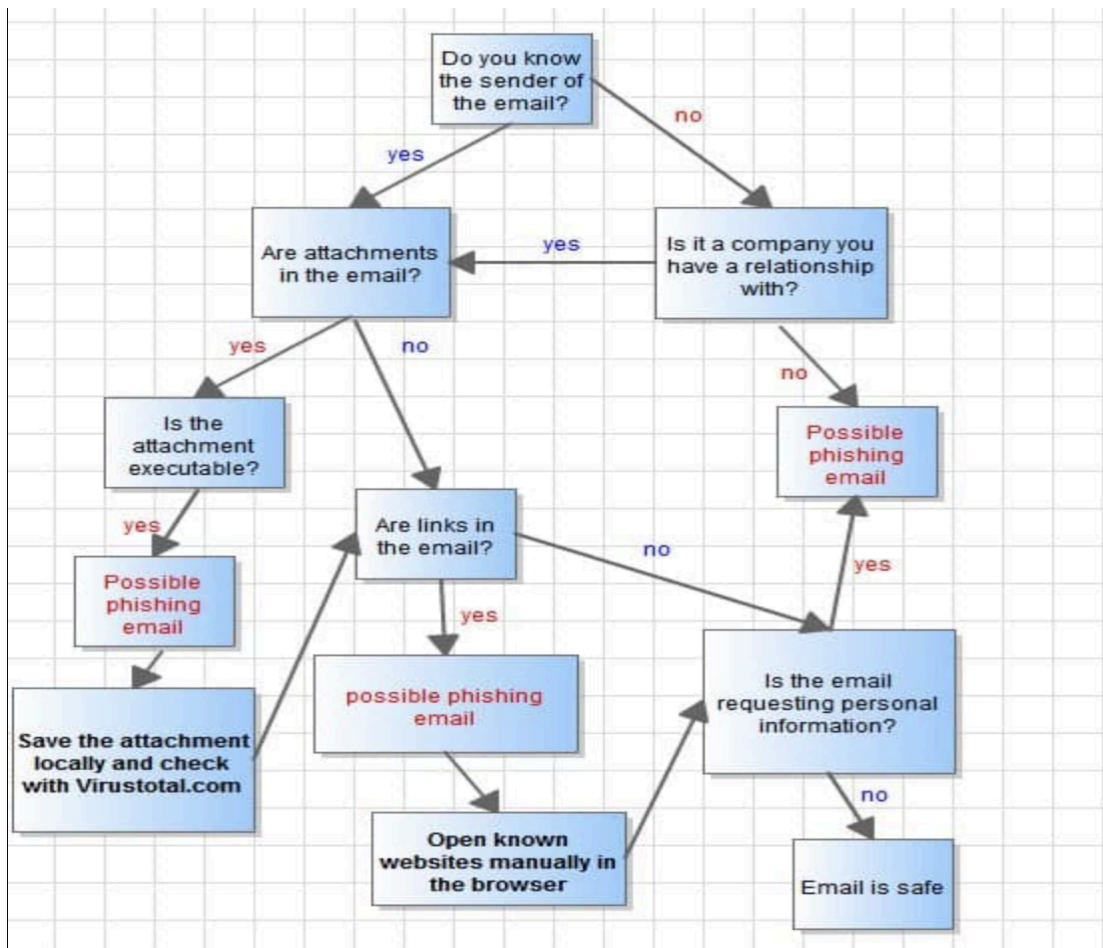 Do you know
the sender of
the email?
no
yes
Are attachments
in the email?
yes
Is it a company you
have a relationship
with?
yes
no
no
Is the
attachment
executable?
Possible
phishing
email
yes
Are links in
the email?
no
yes
Possible
phishing
email
yes
Save the attachment
locally and check
with Virustotal.com
possible phishing
email
Is the email
requesting personal
information?
no
Open known
websites manually in
the browser
Email is safe